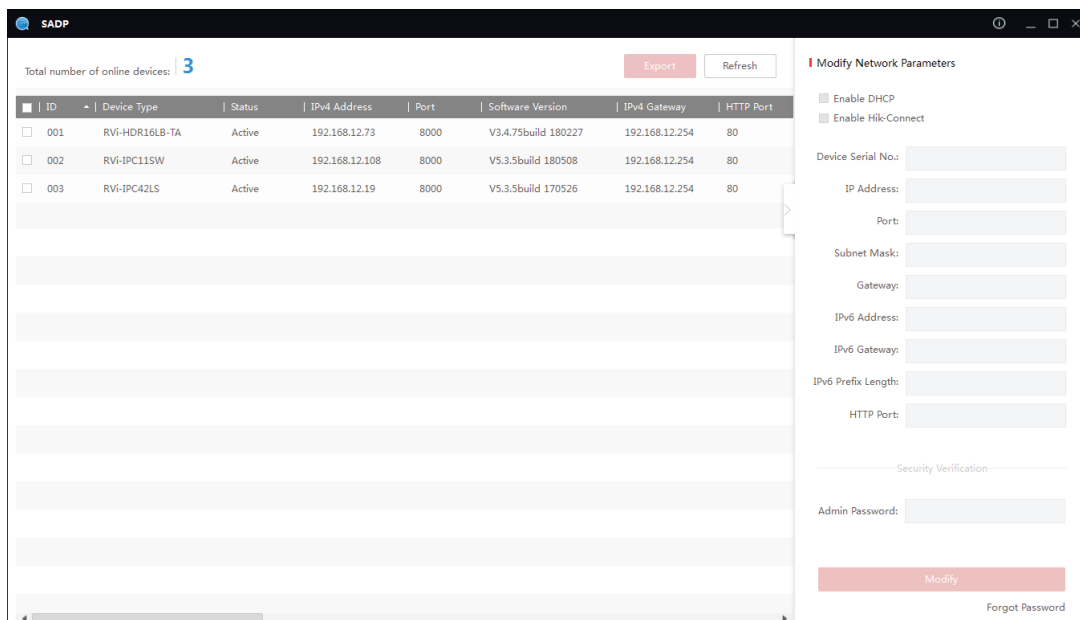 SADP
Total number of online devices: 3
Export
Refresh
ID Device Type Status IPv4 Address Port Software Version IPv4 Gateway HTTP Port
001 RVi-HDR16LB-TA Active 192.168.12.73 8000 V3.4.75build 180227 192.168.12.254 80
002 RVi-IPC11SW Active 192.168.12.108 8000 V5.3.5build 180508 192.168.12.254 80
003 RVi-IPC42LS Active 192.168.12.19 8000 V5.3.5build 170526 192.168.12.254 80
Modify Network Parameters
Enable DHCP
Enable Hik-Connect
Device Serial No.:
IP Address:
Port:
Subnet Mask:
Gateway:
IPv6 Address:
IPv6 Gateway:
IPv6 Prefix Length:
HTTP Port:
Security Verification
Admin Password:
Modify
Forgot Password